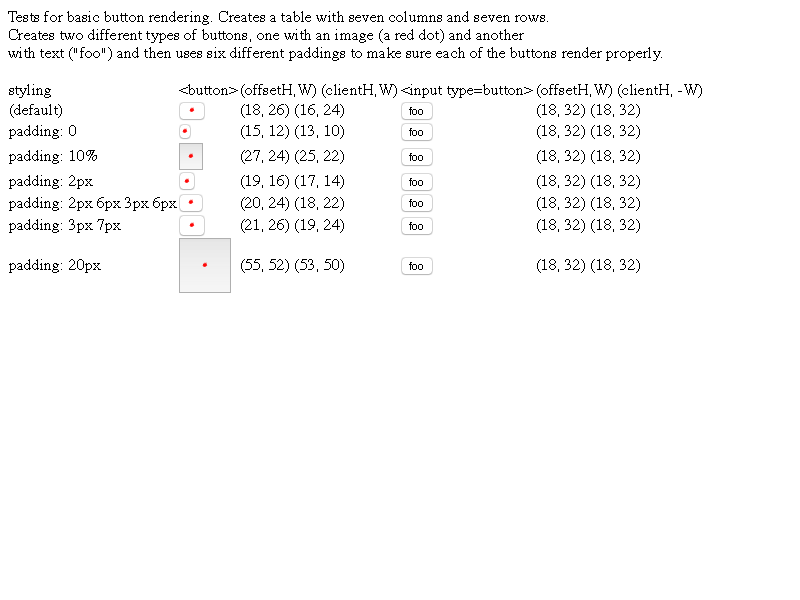 Tests for basic button rendering. Creates a table with seven columns and seven rows.
Creates two different types of buttons, one with an image (a red dot) and another
with text ("foo") and then uses six different paddings to make sure each of the buttons render properly.
styling <button> (offsetH, W) (clientH, W) <input type=button> (offsetH, W) (clientH, -W)
(default) (18, 26) (16, 24) foo (18, 32) (18, 32)
padding: 0 (15, 12) (13, 10) foo (18, 32) (18, 32)
padding: 10% (27, 24) (25, 22) foo (18, 32) (18, 32)
padding: 2px (19, 16) (17, 14) foo (18, 32) (18, 32)
padding: 2px 6px 3px 6px (20, 24) (18, 22) foo (18, 32) (18, 32)
padding: 3px 7px (21, 26) (19, 24) foo (18, 32) (18, 32)
padding: 20px (55, 52) (53, 50) foo (18, 32) (18, 32)